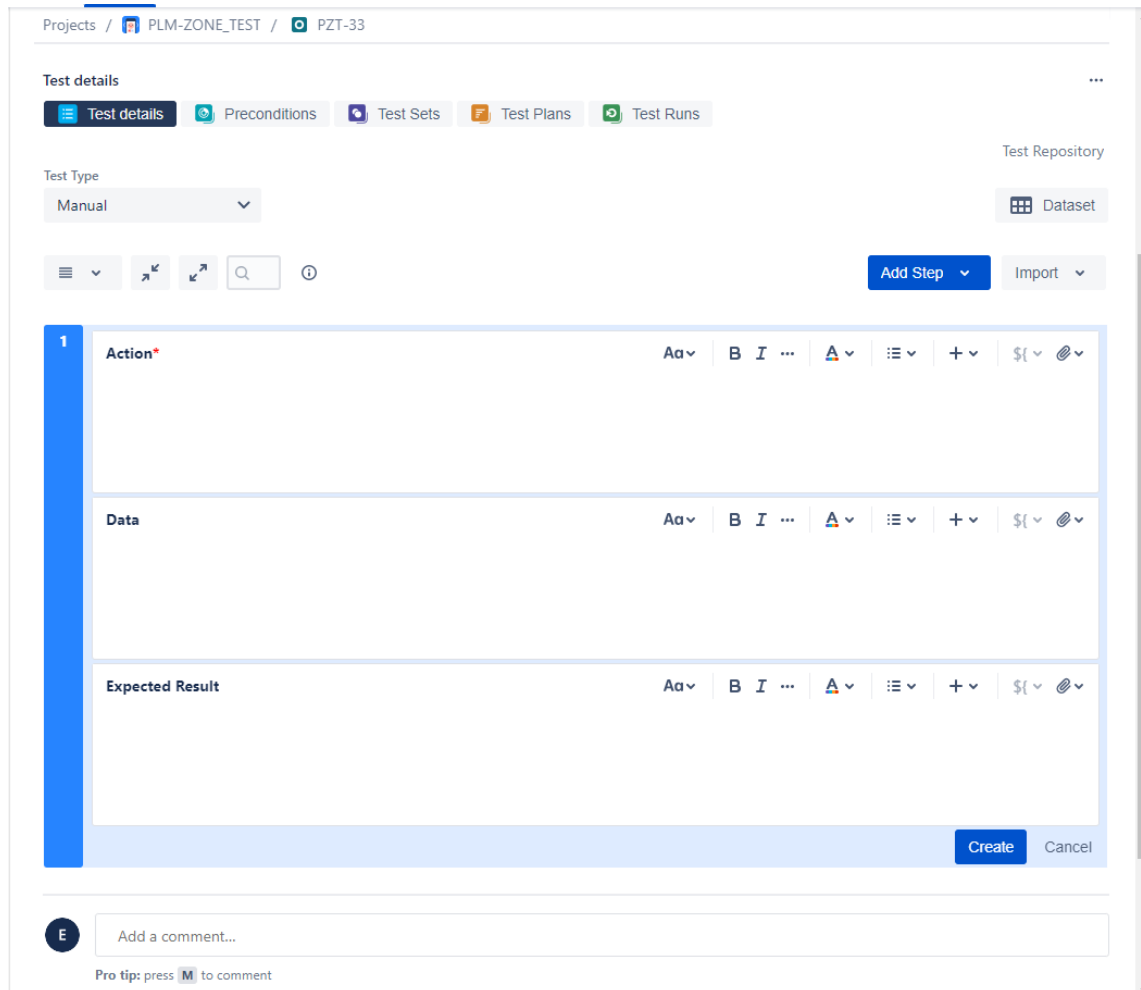 Projects / PLM-ZONE_TEST / PZT-33
Test details
Test details Preconditions Test Sets Test Plans Test Runs
Test Repository
Test Type
Manual
Dataset
Add Step Import
1
Action*
Aa B I ... A + ${
Data
Aa B I ... A + ${
Expected Result
Aa B I ... A + ${
Create Cancel
E
Add a comment...
Pro tip: press M to comment